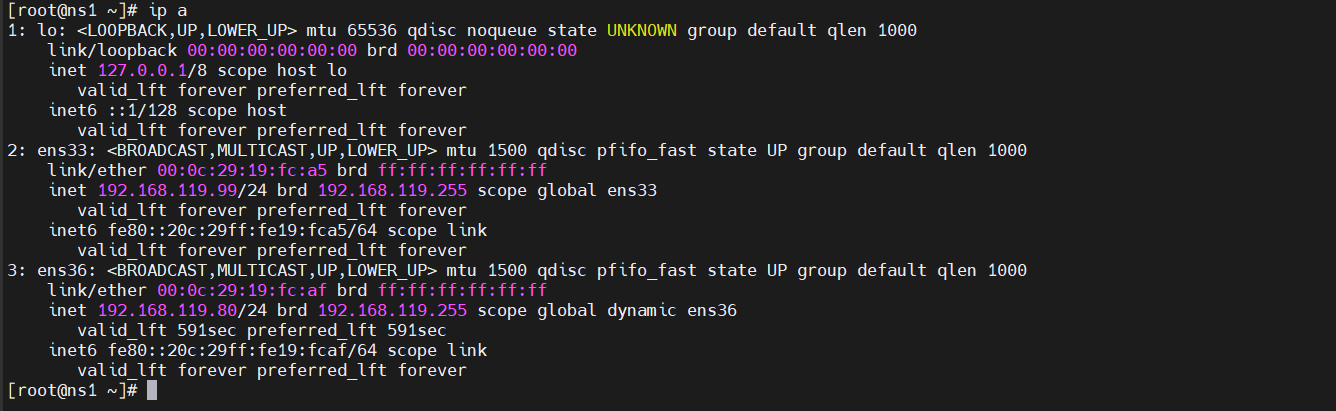 [root@ns1 ~]# ip a
1: lo: <LOOPBACK,UP,LOWER_UP> mtu 65536 qdisc noqueue state UNKNOWN group default qlen 1000
    link/loopback 00:00:00:00:00:00 brd 00:00:00:00:00:00
    inet 127.0.0.1/8 scope host lo
       valid_lft forever preferred_lft forever
    inet6 ::1/128 scope host
       valid_lft forever preferred_lft forever
2: ens33: <BROADCAST,MULTICAST,UP,LOWER_UP> mtu 1500 qdisc pfifo_fast state UP group default qlen 1000
    link/ether 00:0c:29:19:fc:a5 brd ff:ff:ff:ff:ff:ff
    inet 192.168.119.99/24 brd 192.168.119.255 scope global ens33
       valid_lft forever preferred_lft forever
    inet6 fe80::20c:29ff:fe19:fca5/64 scope link
       valid_lft forever preferred_lft forever
3: ens36: <BROADCAST,MULTICAST,UP,LOWER_UP> mtu 1500 qdisc pfifo_fast state UP group default qlen 1000
    link/ether 00:0c:29:19:fc:af brd ff:ff:ff:ff:ff:ff
    inet 192.168.119.80/24 brd 192.168.119.255 scope global dynamic ens36
       valid_lft 591sec preferred_lft 591sec
    inet6 fe80::20c:29ff:fe19:fcaf/64 scope link
       valid_lft forever preferred_lft forever
[root@ns1 ~]#